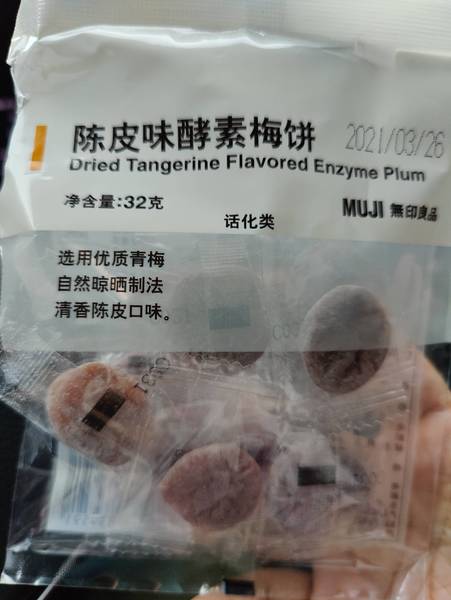 陈皮味酵素梅饼
2021/03/26
Dried Tangerine Flavored Enzyme Plum
净含量:32克
MUJI 無印良品
话化类
选用优质青梅
自然晾晒制法
清香陈皮口味。